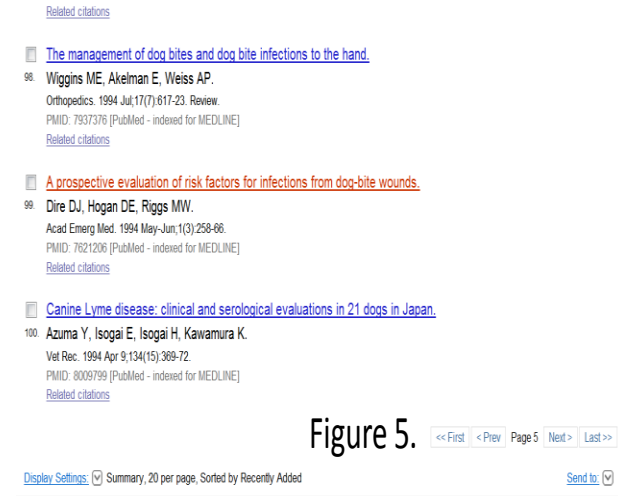 Related citations
The management of dog bites and dog bite infections to the hand.
98. Wiggins ME, Akelman E, Weiss AP.
Orthopedics. 1994 Jul;17(7):617-23. Review.
PMID: 7937376 [PubMed - indexed for MEDLINE]
Related citations
A prospective evaluation of risk factors for infections from dog-bite wounds.
99. Dire DJ, Hogan DE, Riggs MW.
Acad Emerg Med. 1994 May-Jun;1(3):258-66.
PMID: 7621206 [PubMed - indexed for MEDLINE]
Related citations
Canine Lyme disease: clinical and serological evaluations in 21 dogs in Japan.
100. Azuma Y, Isogai E, Isogai H, Kawamura K.
Vet Rec. 1994 Apr 9;134(15):369-72.
PMID: 8009799 [PubMed - indexed for MEDLINE]
Related citations
Figure 5. << First < Prev Page 5 Next > Last >>
Display Settings: Summary, 20 per page, Sorted by Recently Added Send to: